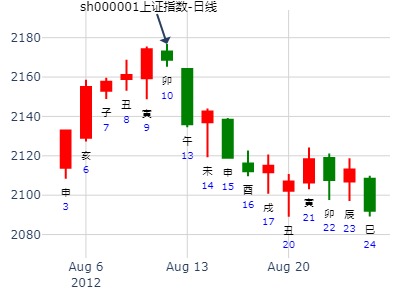 sh000001上证指数-日线
2180
2160
2140
2120
2100
2080
申
3
亥
6
子
7
丑
8
寅
9
卯
10
午
13
未
14
申
15
酉
16
戌
17
丑
20
寅
21
卯
22
辰
23
巳
24
Aug 6
2012
Aug 13
Aug 20